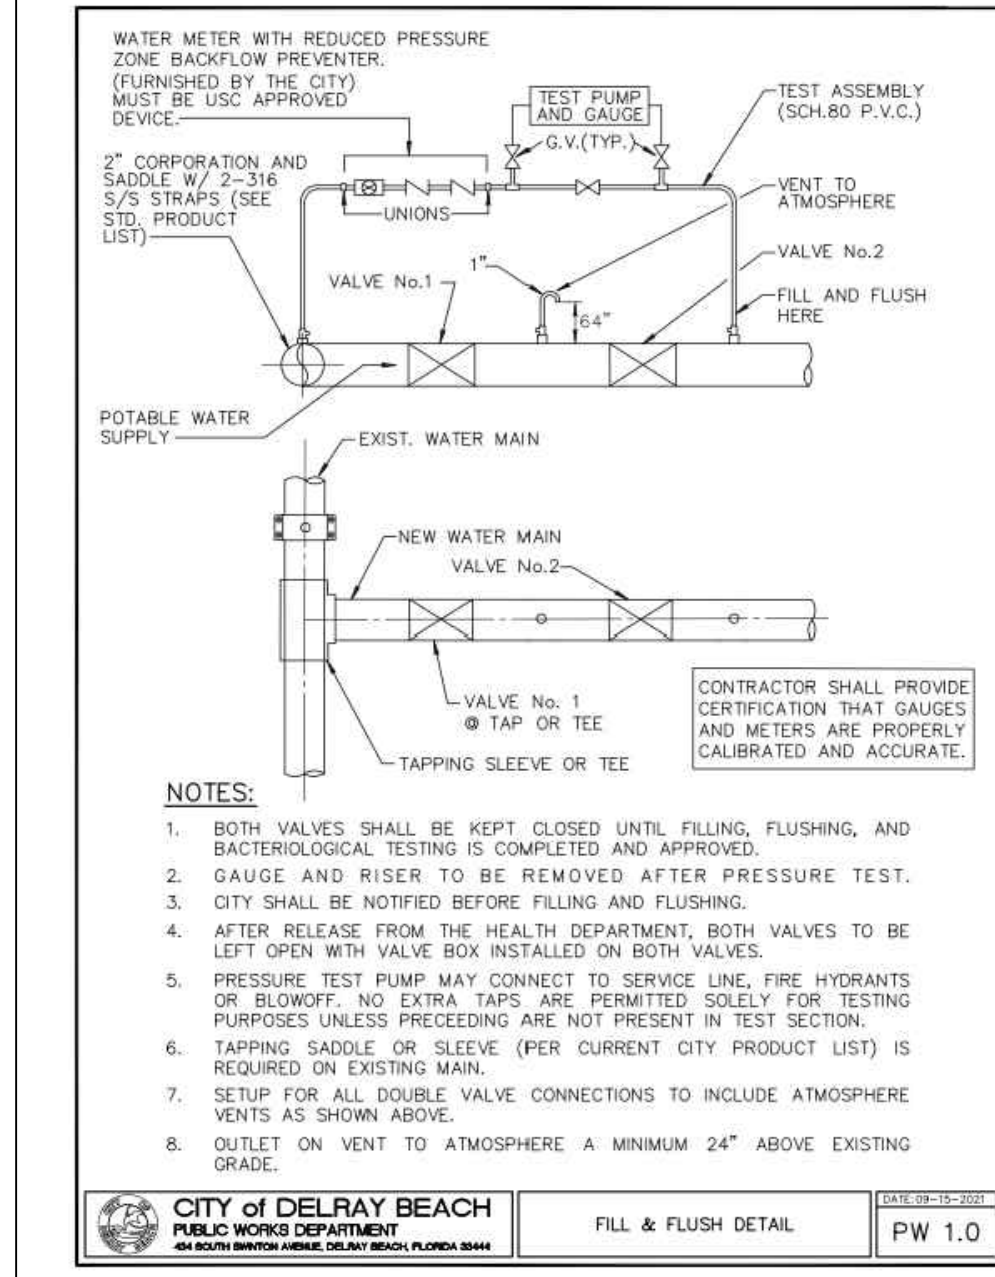 WATER METER WITH REDUCED PRESSURE
ZONE BACKFLOW PREVENTER.
(FURNISHED BY THE CITY)
MUST BE USC APPROVED
DEVICE.
TEST PUMP
AND GAUGE
TEST ASSEMBLY
(SCH.80 P.V.C.)
G.V.(TYP.)
2" CORPORATION AND
SADDLE W/ 2-316
S/S STRAPS (SEE
STD. PRODUCT
LIST)
UNIONS
VENT TO
ATMOSPHERE
VALVE No.1
1"
VALVE No.2
64"
FILL AND FLUSH
HERE
POTABLE WATER
SUPPLY
EXIST. WATER MAIN
NEW WATER MAIN
VALVE No.2
VALVE No. 1
@ TAP OR TEE
TAPPING SLEEVE OR TEE
CONTRACTOR SHALL PROVIDE
CERTIFICATION THAT GAUGES
AND METERS ARE PROPERLY
CALIBRATED AND ACCURATE.
NOTES:
1. BOTH VALVES SHALL BE KEPT CLOSED UNTIL FILLING, FLUSHING, AND
BACTERIOLOGICAL TESTING IS COMPLETED AND APPROVED.
2. GAUGE AND RISER TO BE REMOVED AFTER PRESSURE TEST.
3. CITY SHALL BE NOTIFIED BEFORE FILLING AND FLUSHING.
4. AFTER RELEASE FROM THE HEALTH DEPARTMENT, BOTH VALVES TO BE
LEFT OPEN WITH VALVE BOX INSTALLED ON BOTH VALVES.
5. PRESSURE TEST PUMP MAY CONNECT TO SERVICE LINE, FIRE HYDRANTS
OR BLOWOFF. NO EXTRA TAPS ARE PERMITTED SOLELY FOR TESTING
PURPOSES UNLESS PRECEEDING ARE NOT PRESENT IN TEST SECTION.
6. TAPPING SADDLE OR SLEEVE (PER CURRENT CITY PRODUCT LIST) IS
REQUIRED ON EXISTING MAIN.
7. SETUP FOR ALL DOUBLE VALVE CONNECTIONS TO INCLUDE ATMOSPHERE
VENTS AS SHOWN ABOVE.
8. OUTLET ON VENT TO ATMOSPHERE A MINIMUM 24" ABOVE EXISTING
GRADE.
CITY of DELRAY BEACH
PUBLIC WORKS DEPARTMENT
434 SOUTH SWINTON AVENUE, DELRAY BEACH, FLORIDA 33444
FILL & FLUSH DETAIL
DATE:09-15-2021
PW 1.0